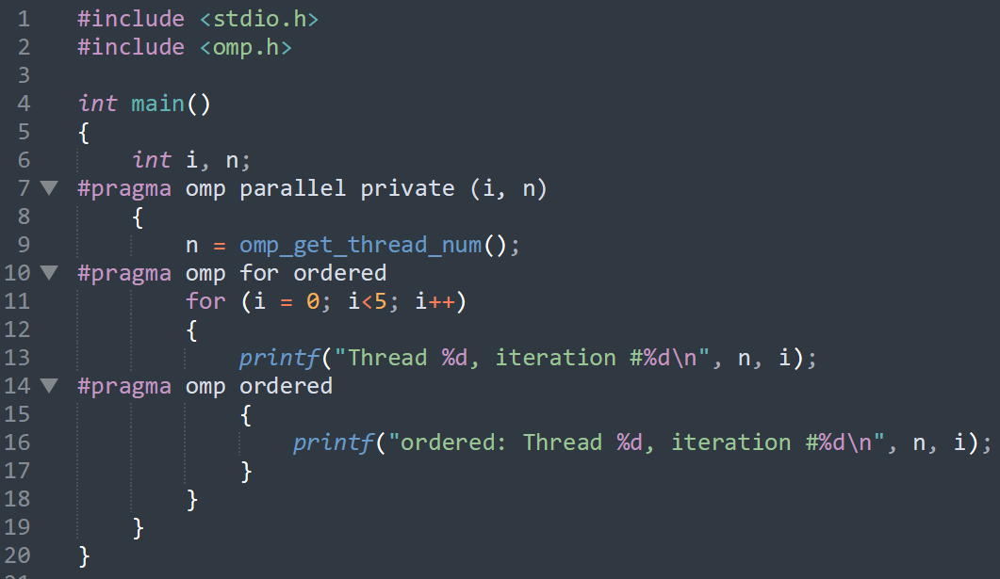 1 #include <stdio.h>
2 #include <omp.h>
3
4 int main()
5 {
6     int i, n;
7 #pragma omp parallel private (i, n)
8     {
9         n = omp_get_thread_num();
10 #pragma omp for ordered
11         for (i = 0; i<5; i++)
12         {
13             printf("Thread %d, iteration #%d\n", n, i);
14 #pragma omp ordered
15             {
16                 printf("ordered: Thread %d, iteration #%d\n", n, i);
17             }
18         }
19     }
20 }